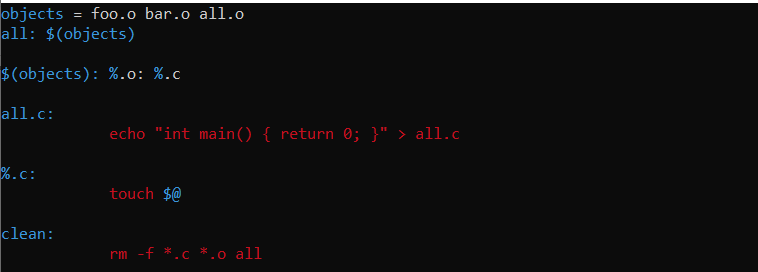 objects = foo.o bar.o all.o
all: $(objects)
$(objects): %.o: %.c
all.c:
echo "int main() { return 0; }" > all.c
%.c:
touch $@
clean:
rm -f *.c *.o all